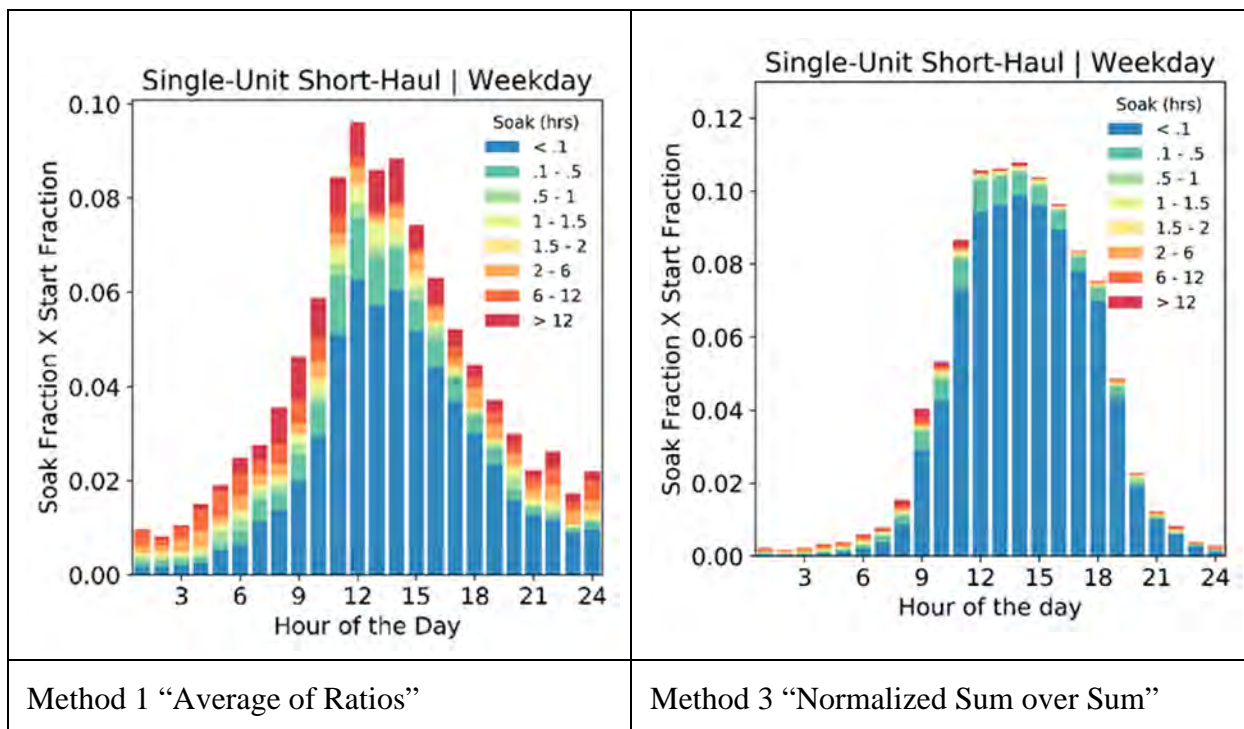 Single-Unit Short-Haul | Weekday
Soak Fraction X Start Fraction
0.10
0.08
0.06
0.04
0.02
0.00
Soak (hrs)
< .1
.1 - .5
.5 - 1
1 - 1.5
1.5 - 2
2 - 6
6 - 12
> 12
3 6 9 12 15 18 21 24
Hour of the Day
Single-Unit Short-Haul | Weekday
Soak Fraction X Start Fraction
0.12
0.10
0.08
0.06
0.04
0.02
0.00
Soak (hrs)
< .1
.1 - .5
.5 - 1
1 - 1.5
1.5 - 2
2 - 6
6 - 12
> 12
3 6 9 12 15 18 21 24
Hour of the day
Method 1 “Average of Ratios”
Method 3 “Normalized Sum over Sum”